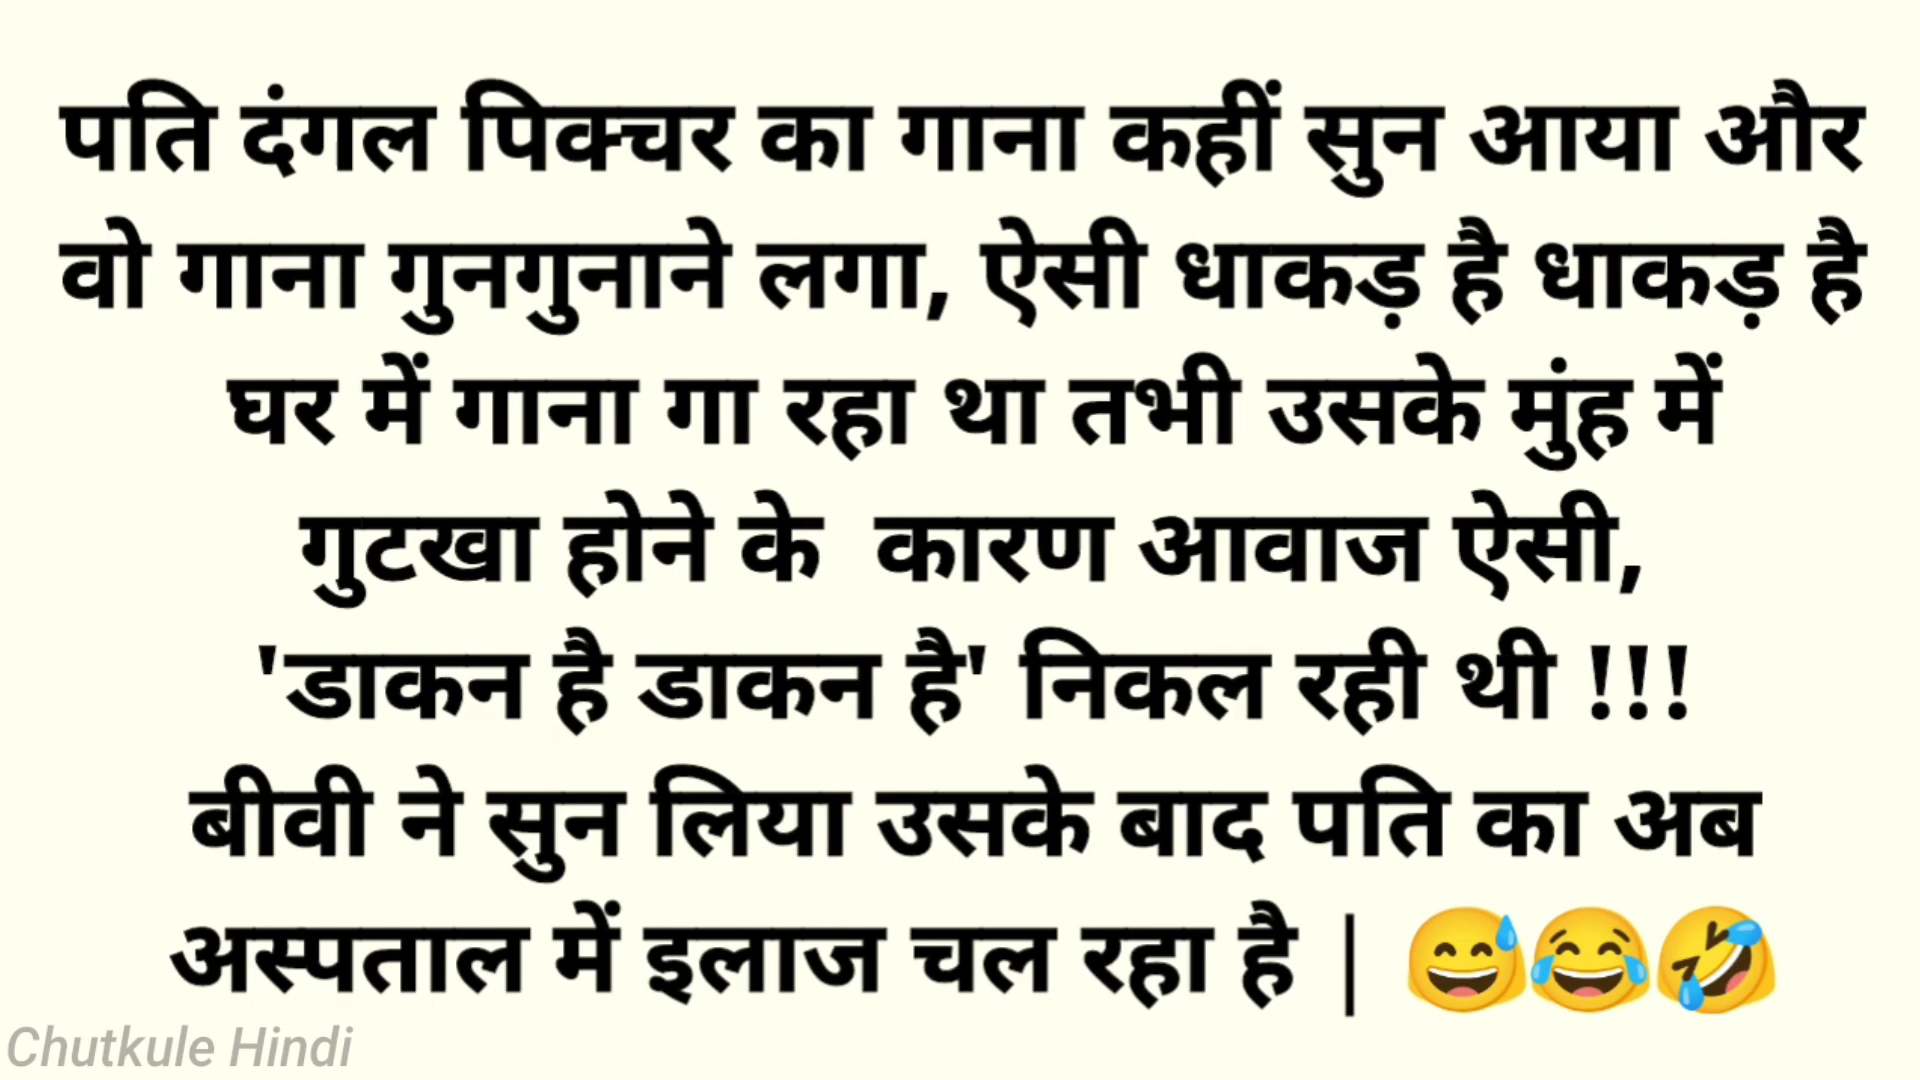 पति दंगल पिक्चर का गाना कहीं सुन आया और
वो गाना गुनगुनाने लगा, ऐसी धाकड़ है धाकड़ है
घर में गाना गा रहा था तभी उसके मुंह में
गुटखा होने के  कारण आवाज ऐसी,
'डाकन है डाकन है' निकल रही थी !!!
बीवी ने सुन लिया उसके बाद पति का अब
अस्पताल में इलाज चल रहा है | 😅😂🤣
Chutkule Hindi